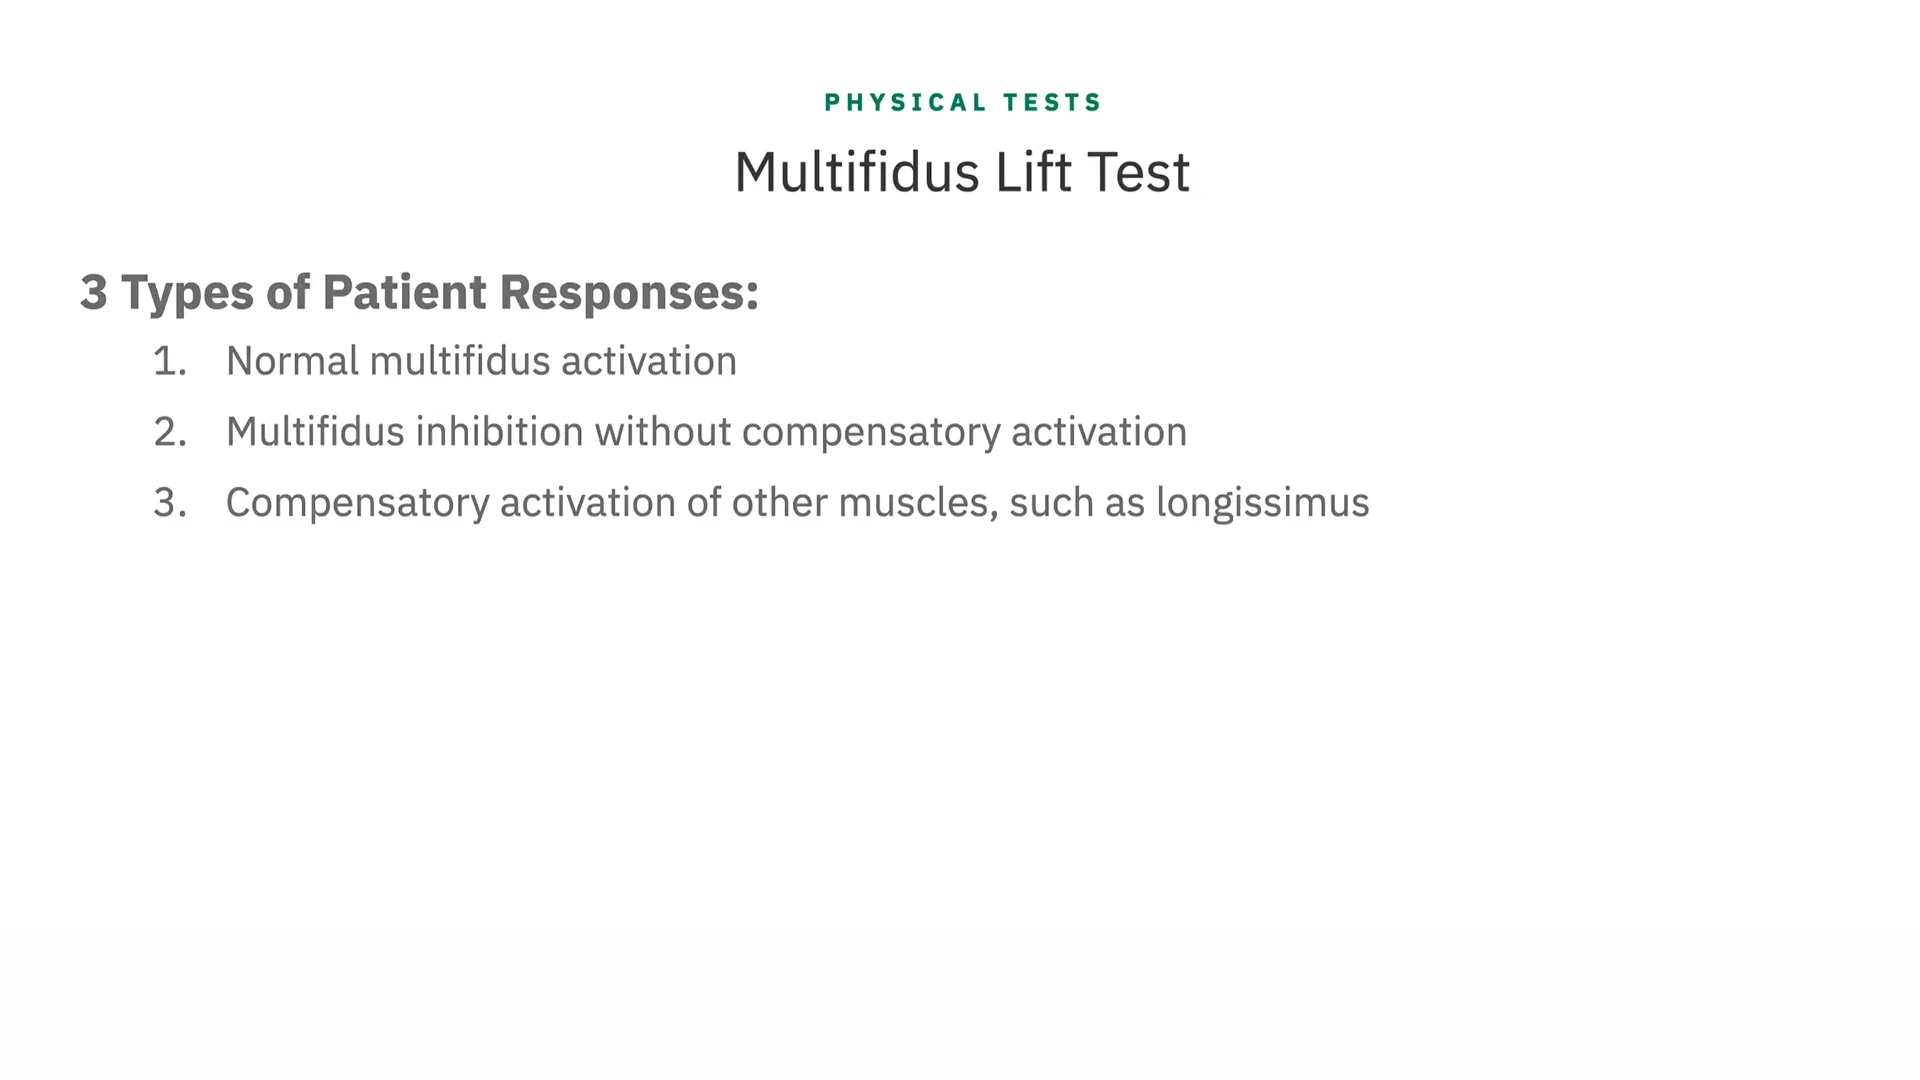 PHYSICAL TESTS
Multifidus Lift Test
3 Types of Patient Responses:
1. Normal multifidus activation
2. Multifidus inhibition without compensatory activation
3. Compensatory activation of other muscles, such as longissimus